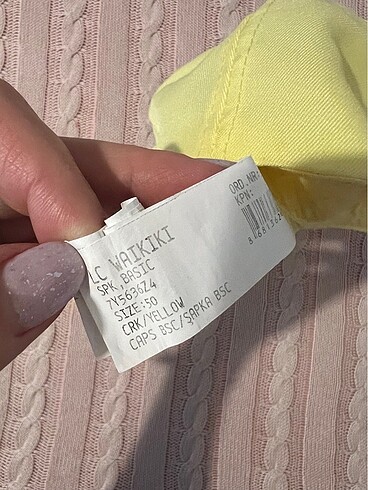 LC WAIKIKI
SPK,BASIC
7Y563624
SIZE:50
CRK/YELLOW
CAPS BSC/ŞAPKA BSC
ORD.NR.
KPN: